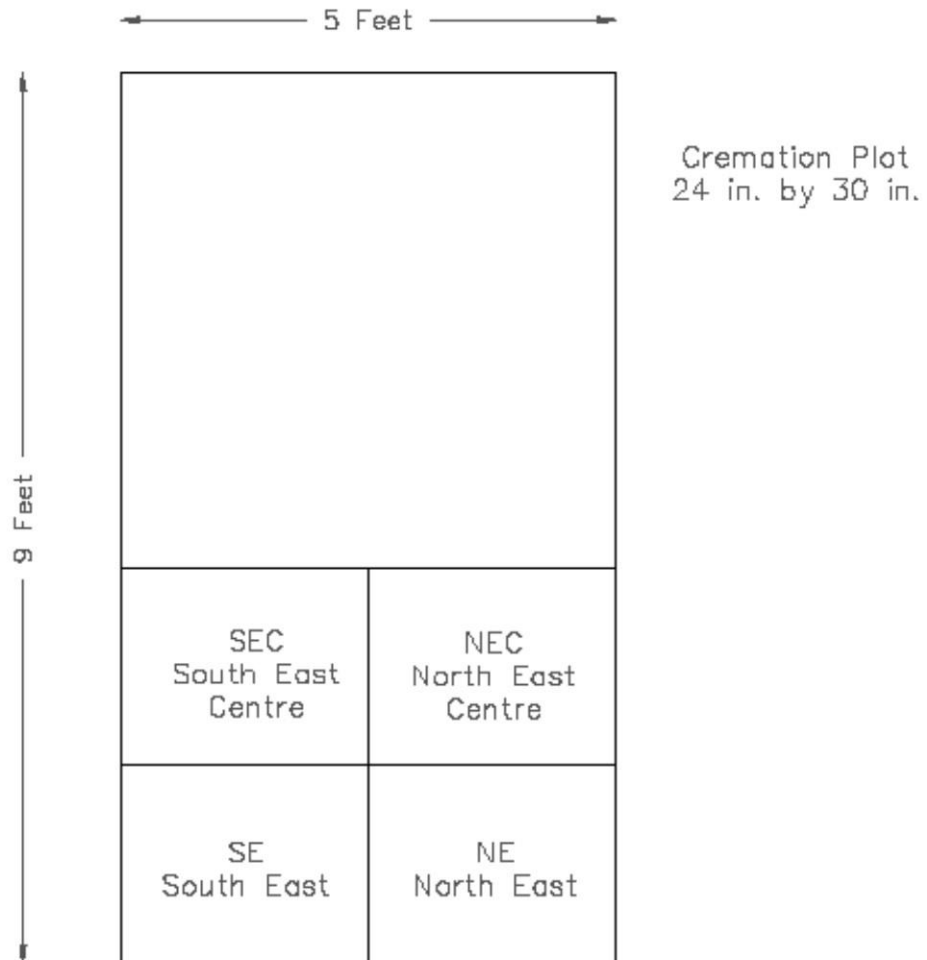 5 Feet
Cremation Plot
24 in. by 30 in.
9 Feet
SEC
South East
Centre
NEC
North East
Centre
SE
South East
NE
North East